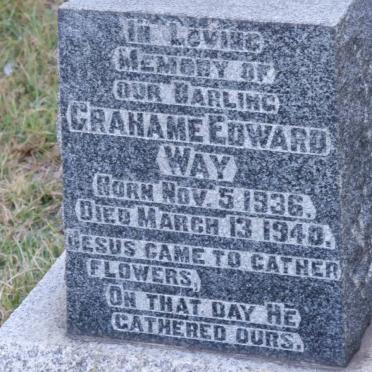 In Loving
Memory of
our Darling
Grahame Edward
Way
Born Nov 5 1936.
Died March 13 1940.
Jesus came to gather
flowers,
On that day He
gathered ours.